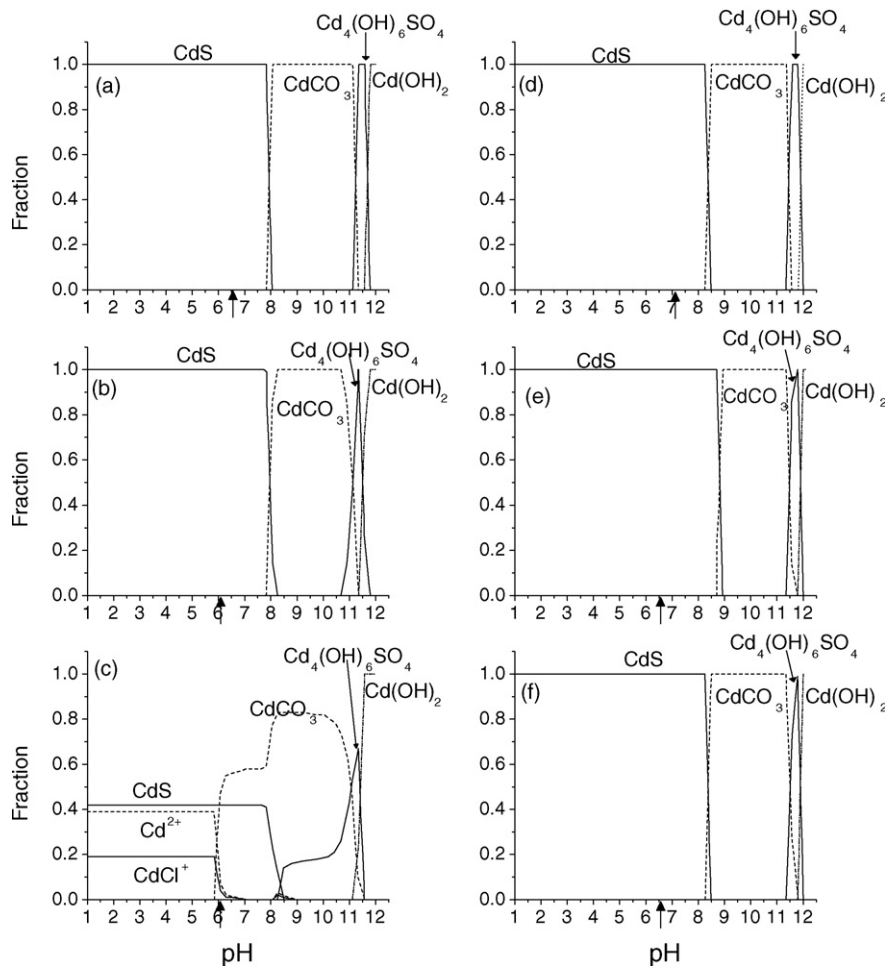 Cd₄(OH)₆SO₄
CdS
(a)
CdCO₃
Cd(OH)₂
Fraction
1.0
0.8
0.6
0.4
0.2
0.0
1 2 3 4 5 6 7 8 9 10 11 12
Cd₄(OH)₆SO₄
CdS
(d)
CdCO₃
Cd(OH)₂
1.0
0.8
0.6
0.4
0.2
0.0
1 2 3 4 5 6 7 8 9 10 11 12
CdS
Cd₄(OH)₆SO₄
(b)
Cd(OH)₂
CdCO₃
Fraction
1.0
0.8
0.6
0.4
0.2
0.0
1 2 3 4 5 6 7 8 9 10 11 12
Cd₄(OH)₆SO₄
CdS
(e)
CdCO₃
Cd(OH)₂
1.0
0.8
0.6
0.4
0.2
0.0
1 2 3 4 5 6 7 8 9 10 11 12
Cd₄(OH)₆SO₄
(c)
Cd(OH)₂
CdCO₃
CdS
Cd²⁺
CdCl⁺
Fraction
1.0
0.8
0.6
0.4
0.2
0.0
1 2 3 4 5 6 7 8 9 10 11 12
pH
Cd₄(OH)₆SO₄
CdS
(f)
CdCO₃
Cd(OH)₂
1.0
0.8
0.6
0.4
0.2
0.0
1 2 3 4 5 6 7 8 9 10 11 12
pH